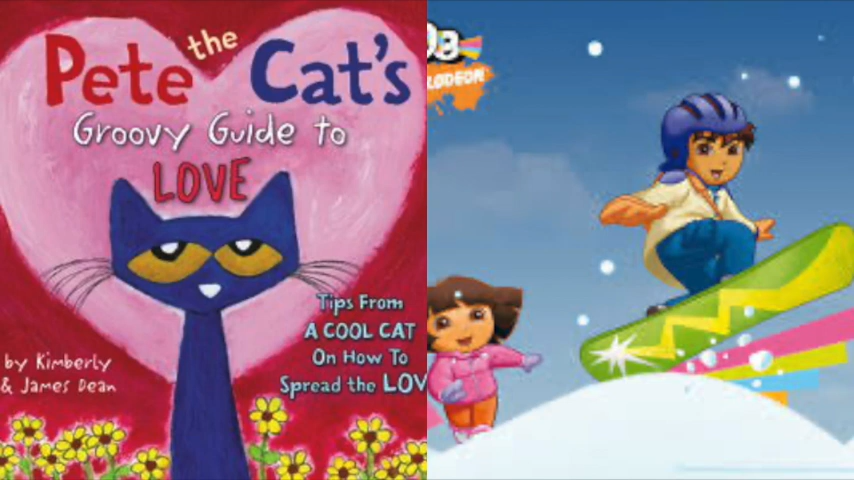 Pete the Cat's
Groovy Guide to
LOVE
Tips From
A COOL CAT
On How To
Spread the LOV
by Kimberly
& James Dean
LODEON